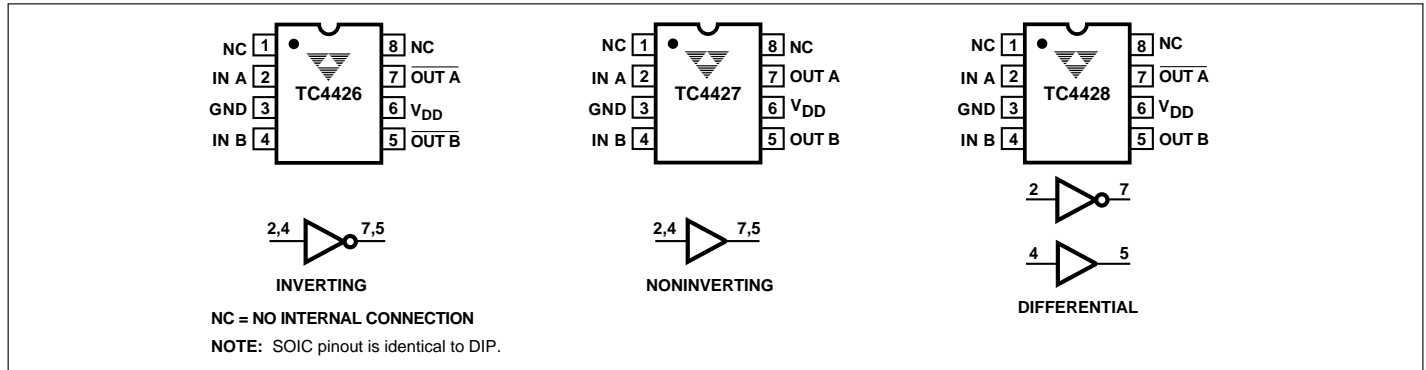 NC 1 8 NC
IN A 2 7 OUT A
TC4426
GND 3 6 VDD
IN B 4 5 OUT B
2,4 7,5
INVERTING
NC 1 8 NC
IN A 2 7 OUT A
TC4427
GND 3 6 VDD
IN B 4 5 OUT B
2,4 7,5
NONINVERTING
NC 1 8 NC
IN A 2 7 OUT A
TC4428
GND 3 6 VDD
IN B 4 5 OUT B
2 7
4 5
DIFFERENTIAL
NC = NO INTERNAL CONNECTION
NOTE: SOIC pinout is identical to DIP.